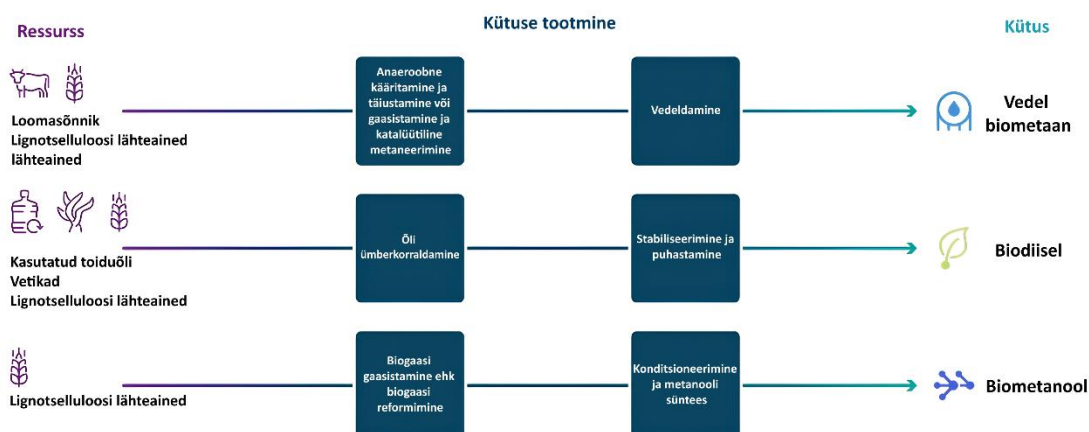 Kütuse tootmine
Ressurss
Kütus
Loomasõnnik
Lignotselluloosi lähteained
lähteained
Anaeroobne
kääritamine ja
täiustamine või
gaasistamine ja
katalüütiline
metaneerimine
Vedeldamine
Vedel
biometaan
Kasutatud toiduõli
Vetikad
Lignotselluloosi lähteained
Õli
ümberkorraldamine
Stabiliseerimine ja
puhastamine
Biodiisel
Lignotselluloosi lähteained
Biogaasi
gaasistamine ehk
biogaasi
reformimine
Konditsioneerimine
ja metanooli
süntees
Biometanool